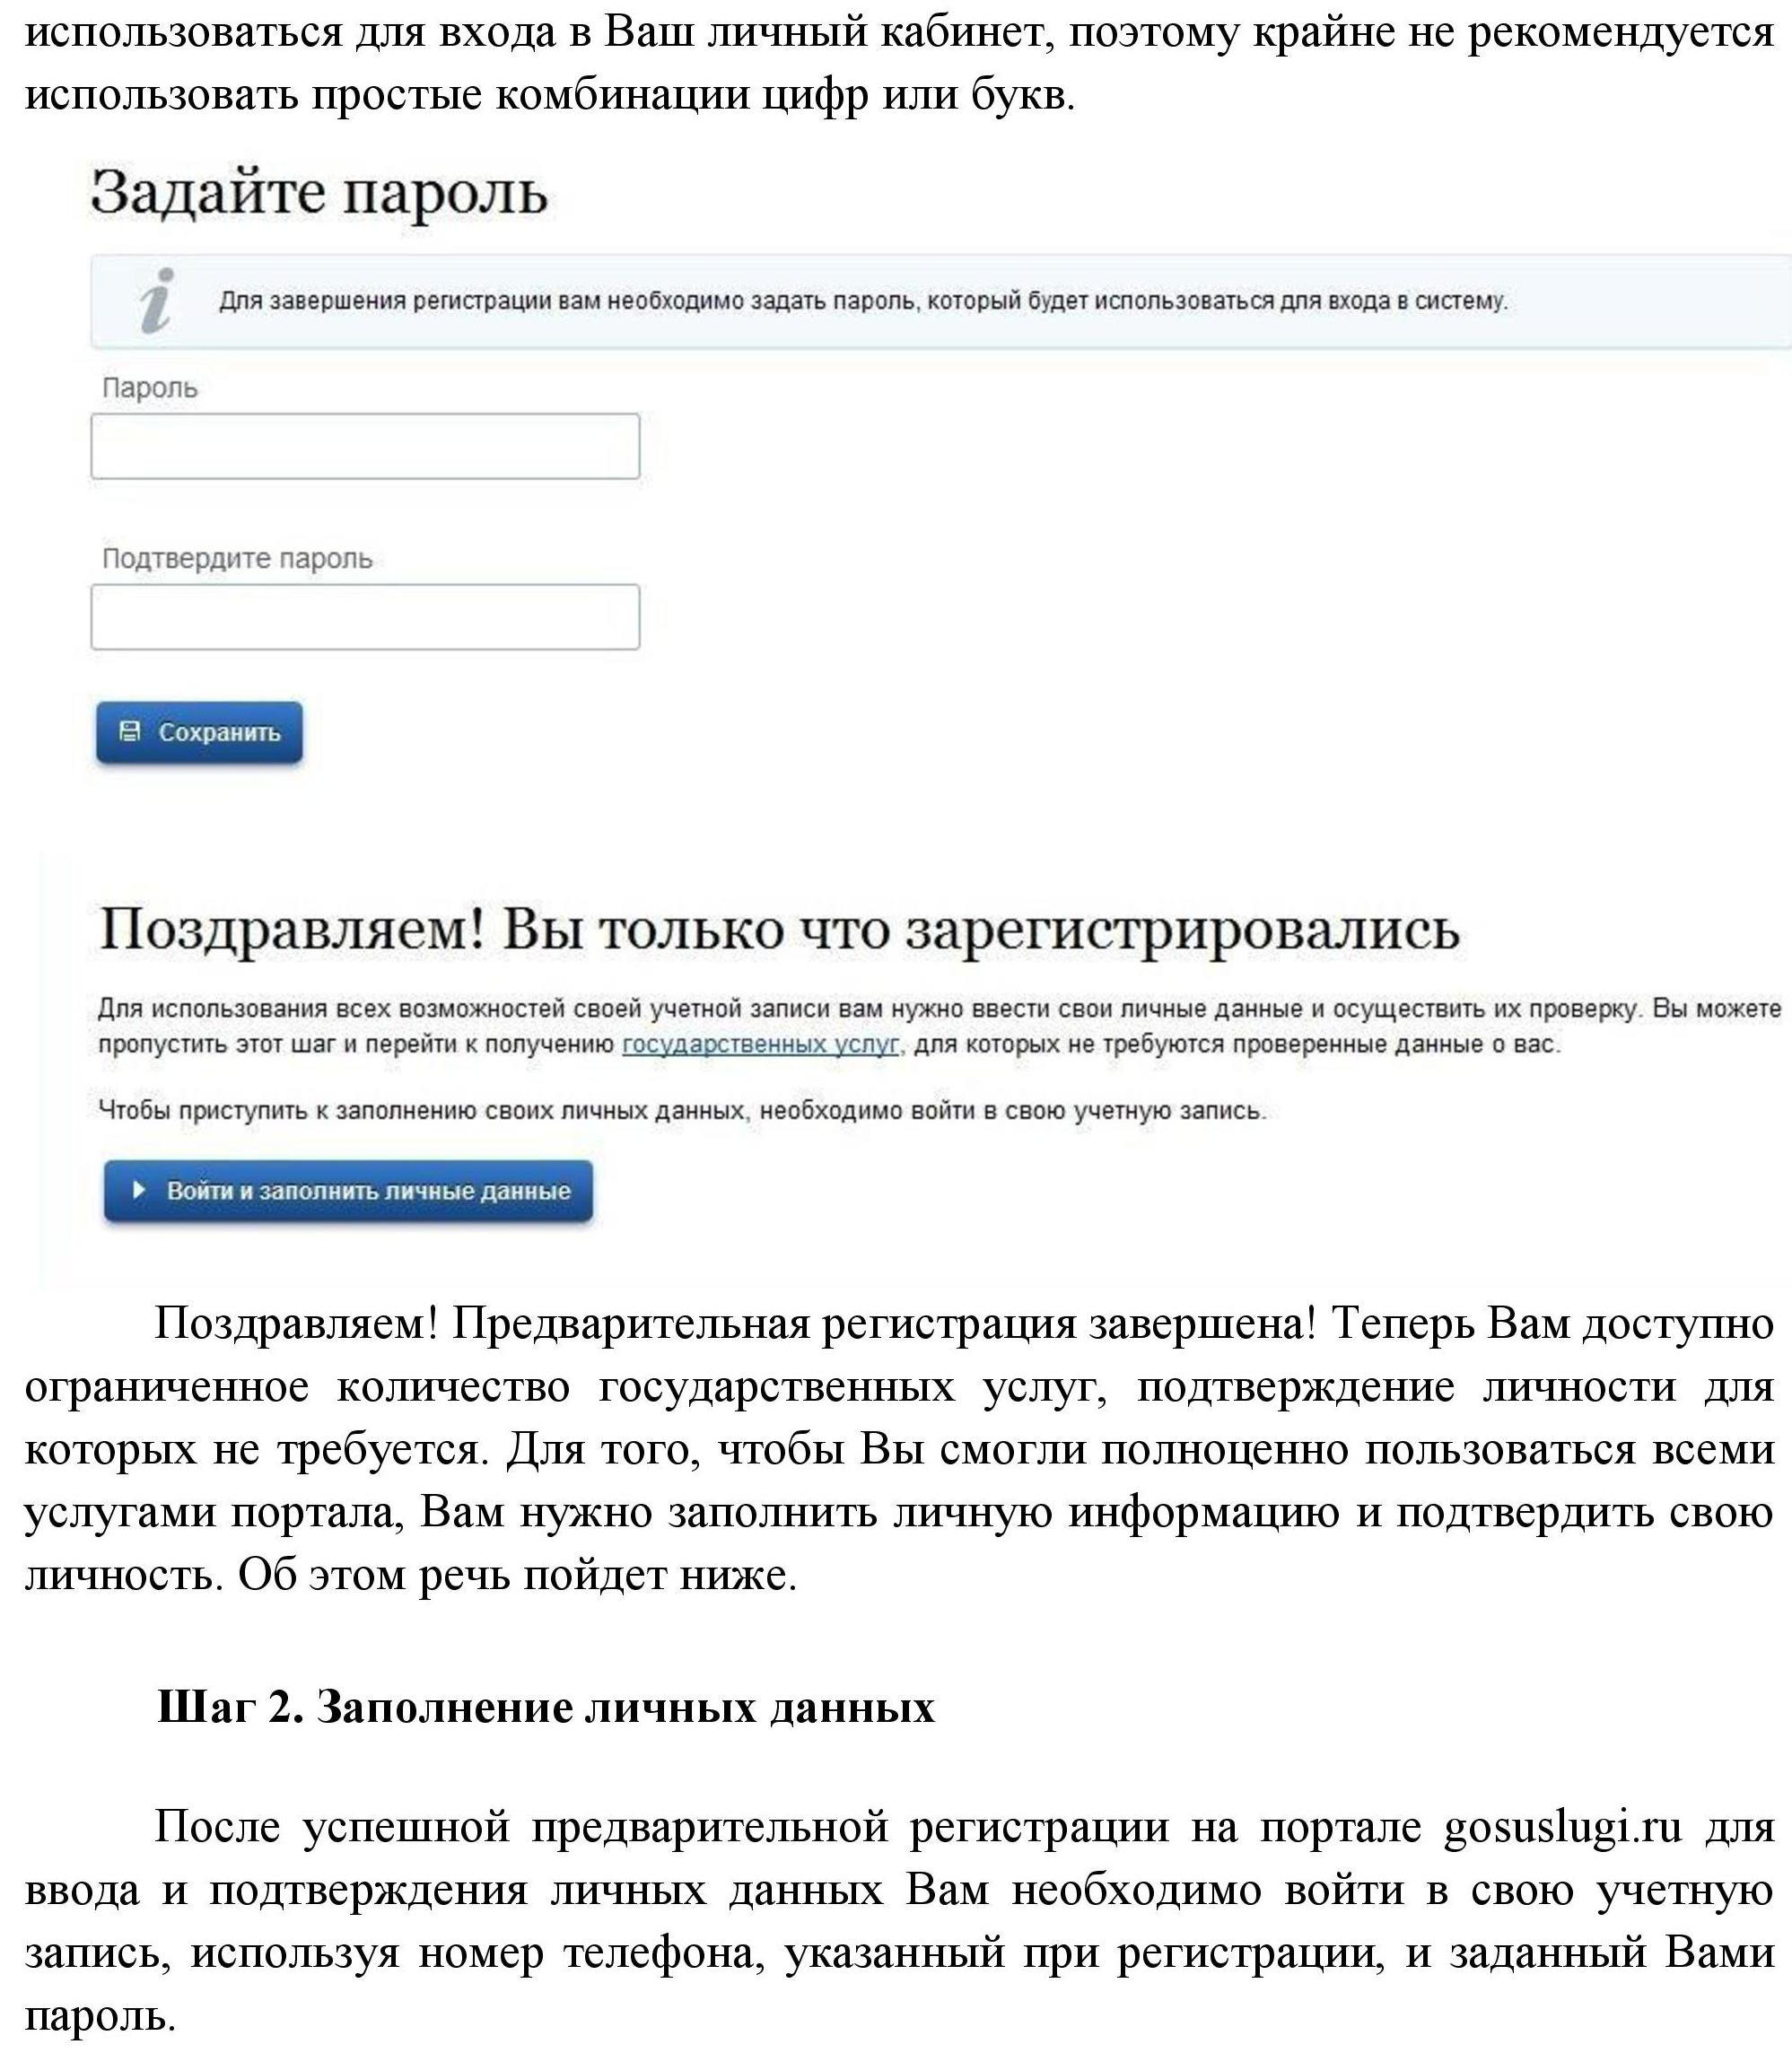 использоваться для входа в Ваш личный кабинет, поэтому крайне не рекомендуется
использовать простые комбинации цифр или букв.
Задайте пароль
Для завершения регистрации вам необходимо задать пароль, который будет использоваться для входа в систему.
Пароль
Подтвердите пароль
Сохранить
Поздравляем! Вы только что зарегистрировались
Для использования всех возможностей своей учетной записи вам нужно ввести свои личные данные и осуществить их проверку. Вы можете
пропустить этот шаг и перейти к получению государственных услуг, для которых не требуются проверенные данные о вас.
Чтобы приступить к заполнению своих личных данных, необходимо войти в свою учетную запись.
Войти и заполнить личные данные
Поздравляем! Предварительная регистрация завершена! Теперь Вам доступно
ограниченное количество государственных услуг, подтверждение личности для
которых не требуется. Для того, чтобы Вы смогли полноценно пользоваться всеми
услугами портала, Вам нужно заполнить личную информацию и подтвердить свою
личность. Об этом речь пойдет ниже.
Шаг 2. Заполнение личных данных
После успешной предварительной регистрации на портале gosuslugi.ru для
ввода и подтверждения личных данных Вам необходимо войти в свою учетную
запись, используя номер телефона, указанный при регистрации, и заданный Вами
пароль.